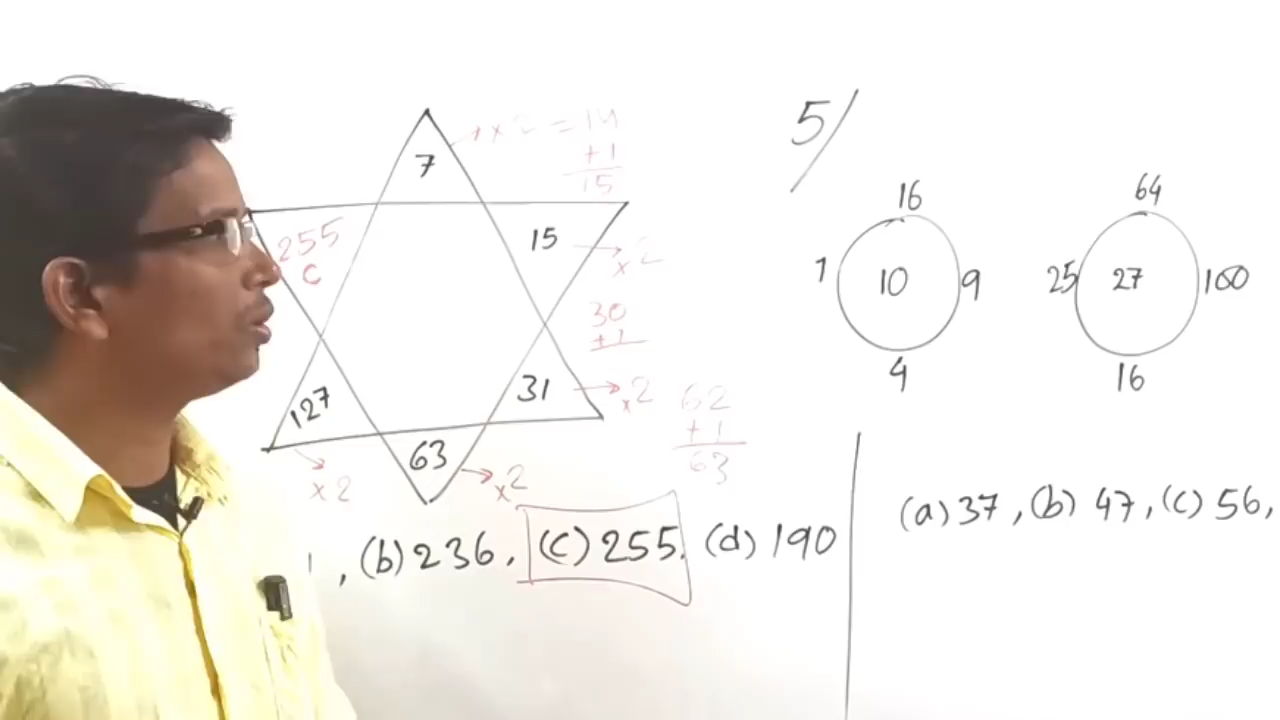 7 → ×2 = 14
+1
15
255
C
15 → ×2
30
+1
31 → ×2
62
+1
63
127 → ×2
63 → ×2
, (b) 236, (C) 255, (d) 190
5/
16
1 10 9
4
64
25 27 100
16
(a) 37, (b) 47, (C) 56,